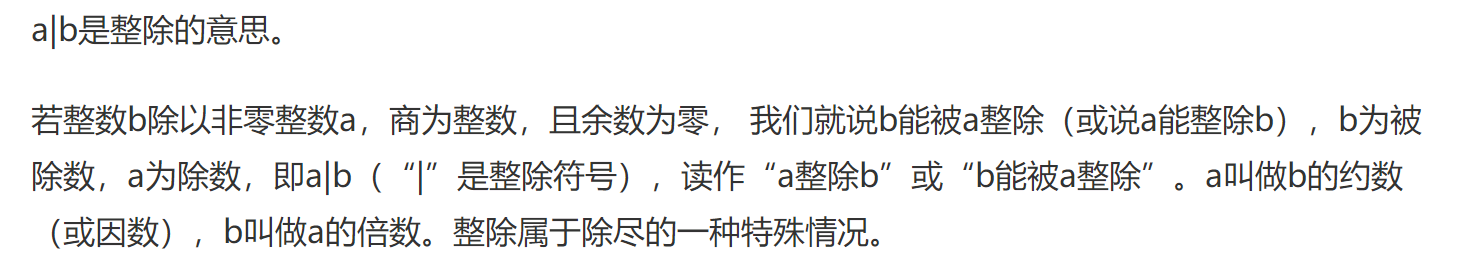 a|b是整除的意思。
若整数b除以非零整数a，商为整数，且余数为零， 我们就说b能被a整除（或说a能整除b），b为被
除数，a为除数，即a|b（“|”是整除符号），读作“a整除b”或“b能被a整除”。a叫做b的约数
（或因数），b叫做a的倍数。整除属于除尽的一种特殊情况。